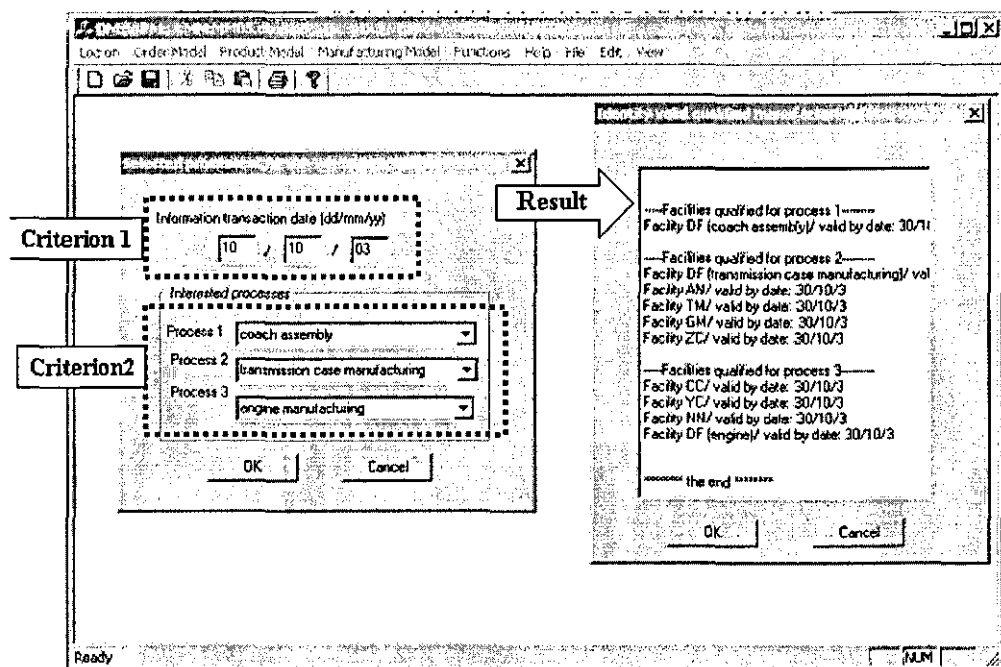 Logon Order Model Product Model Manufacturing Model Functions Help File Edit View
Criterion 1
Information transaction date (dd/mm/yy)
10 / 10 / 03
Criterion2
Interested processes
Process 1 coach assembly
Process 2 transmission case manufacturing
Process 3 engine manufacturing
OK Cancel
Result
----Facilities qualified for process 1-------
Facility DF (coach assembly)/ valid by date: 30/1
----Facilities qualified for process 2--------
Facility DF (transmission case manufacturing)/ val
Facility AN/ valid by date: 30/10/3
Facility TM/ valid by date: 30/10/3
Facility GM/ valid by date: 30/10/3
Facility ZC/ valid by date: 30/10/3
----Facilities qualified for process 3--------
Facility CC/ valid by date: 30/10/3
Facility YC/ valid by date: 30/10/3
Facility NN/ valid by date: 30/10/3
Facility DF (engine)/ valid by date: 30/10/3
******** the end ********
OK Cancel
Ready NUM